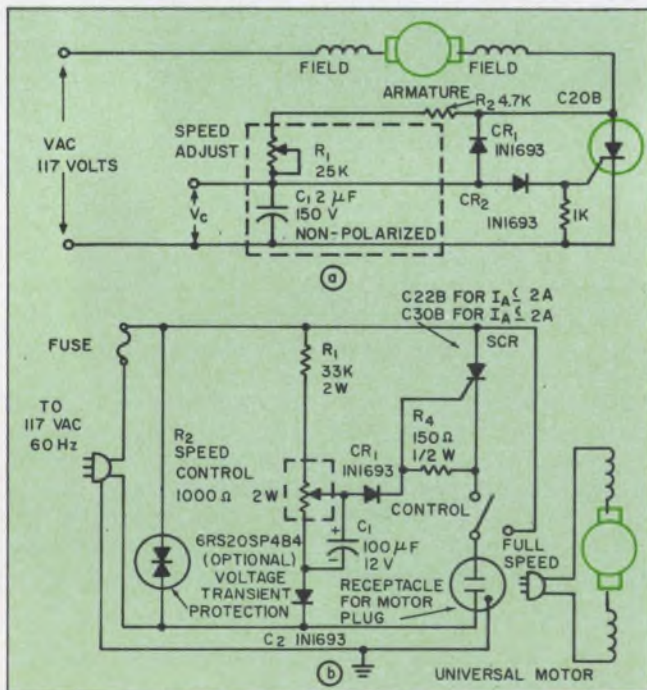 FIELD
FIELD
ARMATURE
R2 4.7K
C20B
VAC
117 VOLTS
SPEED
ADJUST
R1
25K
CR1
IN1693
CR2
IN1693
1K
Vc
C1 2 µF
150 V
NON-POLARIZED
a
C22B FOR IA ≤ 2A
C30B FOR IA ≤ 2A
SCR
FUSE
R1
33K
2W
TO
117 VAC
60 Hz
R4
150 Ω
1/2 W
R2
SPEED
CONTROL
1000 Ω 2W
CR1
IN1693
CONTROL
+
C1
100 µF
12 V
−
6RS20SP4B4
(OPTIONAL)
VOLTAGE
TRANSIENT
PROTECTION
RECEPTACLE
FOR MOTOR
PLUG
FULL
SPEED
C2 IN1693
b
UNIVERSAL MOTOR